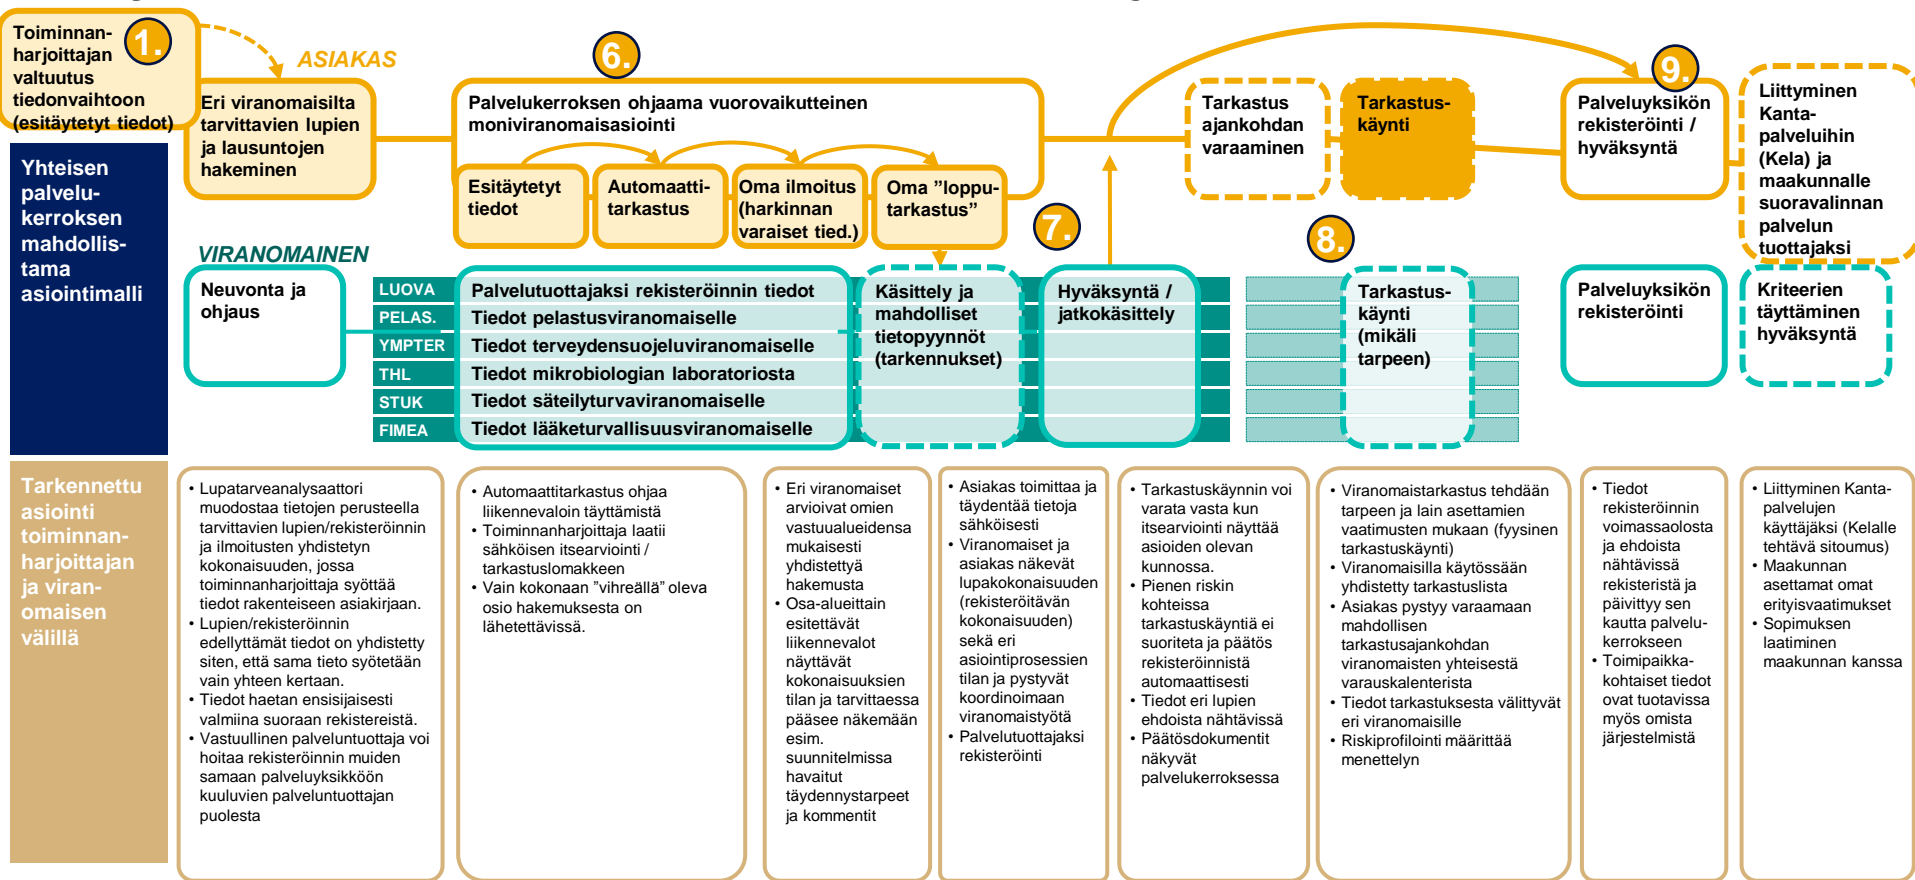 Toiminnan-
harjoittajan
valtuutus
tiedonvaihtoon
(esitäytetyt tiedot)
1.
ASIAKAS
Eri viranomaisilta
tarvittavien lupien
ja lausuntojen
hakeminen
6.
Palvelukerroksen ohjaama vuorovaikutteinen
moniviranomaisasiointi
Esitäytetyt
tiedot
Automaatti-
tarkastus
Oma ilmoitus
(harkinnan
varaiset tied.)
Oma ”loppu-
tarkastus”
Tarkastus
ajankohdan
varaaminen
Tarkastus-
käynti
9.
Palveluyksikön
rekisteröinti /
hyväksyntä
Liittyminen
Kanta-
palveluihin
(Kela) ja
maakunnalle
suoravalinnan
palvelun
tuottajaksi
Yhteisen
palvelu-
kerroksen
mahdollis-
tama
asiointimalli
VIRANOMAINEN
Neuvonta ja
ohjaus
LUOVA
PELAS.
YMPTER
THL
STUK
FIMEA
Palvelutuottajaksi rekisteröinnin tiedot
Tiedot pelastusviranomaiselle
Tiedot terveydensuojeluviranomaiselle
Tiedot mikrobiologian laboratoriosta
Tiedot säteilyturvaviranomaiselle
Tiedot lääketurvallisuusviranomaiselle
Käsittely ja
mahdolliset
tietopyynnöt
(tarkennukset)
7.
Hyväksyntä /
jatkokäsittely
8.
Tarkastus-
käynti
(mikäli
tarpeen)
Palveluyksikön
rekisteröinti
Kriteerien
täyttäminen
hyväksyntä
Tarkennettu
asiointi
toiminnan-
harjoittajan
ja viran-
omaisen
välillä
• Lupatarveanalysaattori
muodostaa tietojen perusteella
tarvittavien lupien/rekisteröinnin
ja ilmoitusten yhdistetyn
kokonaisuuden, jossa
toiminnanharjoittaja syöttää
tiedot rakenteiseen asiakirjaan.
• Lupien/rekisteröinnin
edellyttämät tiedot on yhdistetty
siten, että sama tieto syötetään
vain yhteen kertaan.
• Tiedot haetan ensisijaisesti
valmiina suoraan rekistereistä.
• Vastuullinen palveluntuottaja voi
hoitaa rekisteröinnin muiden
samaan palveluyksikköön
kuuluvien palveluntuottajan
puolesta
• Automaattitarkastus ohjaa
liikennevaloin täyttämistä
• Toiminnanharjoittaja laatii
sähköisen itsearviointi /
tarkastuslomakkeen
• Vain kokonaan ”vihreällä” oleva
osio hakemuksesta on
lähetettävissä.
• Eri viranomaiset
arvioivat omien
vastuualueidensa
mukaisesti
yhdistettyä
hakemusta
• Osa-alueittain
esitettävät
liikennevalot
näyttävät
kokonaisuuksien
tilan ja tarvittaessa
pääsee näkemään
esim.
suunnitelmissa
havaitut
täydennystarpeet
ja kommentit
• Asiakas toimittaa ja
täydentää tietoja
sähköisesti
• Viranomaiset ja
asiakas näkevät
lupakokonaisuuden
(rekisteröitävän
kokonaisuuden)
sekä eri
asiointiprosessien
tilan ja pystyvät
koordinoimaan
viranomaistyötä
• Palvelutuottajaksi
rekisteröinti
• Tarkastuskäynnin voi
varata vasta kun
itsearviointi näyttää
asioiden olevan
kunnossa.
• Pienen riskin
kohteissa
tarkastuskäyntiä ei
suoriteta ja päätös
rekisteröinnistä
automaattisesti
• Tiedot eri lupien
ehdoista nähtävissä
• Päätösdokumentit
näkyvät
palvelukerroksessa
• Viranomaistarkastus tehdään
tarpeen ja lain asettamien
vaatimusten mukaan (fyysinen
tarkastuskäynti)
• Viranomaisilla käytössään
yhdistetty tarkastuslista
• Asiakas pystyy varaamaan
mahdollisen
tarkastusajankohdan
viranomaisten yhteisestä
varauskalenterista
• Tiedot tarkastuksesta välittyvät
eri viranomaisille
• Riskiprofilointi määrittää
menettelyn
• Tiedot
rekisteröinnin
voimassaolosta
ja ehdoista
nähtävissä
rekisteristä ja
päivittyy sen
kautta palvelu-
kerrokseen
• Toimipaikka-
kohtaiset tiedot
ovat tuotavissa
myös omista
järjestelmistä
• Liittyminen Kanta-
palvelujen
käyttäjäksi (Kelalle
tehtävä sitoumus)
• Maakunnan
asettamat omat
erityisvaatimukset
• Sopimuksen
laatiminen
maakunnan kanssa